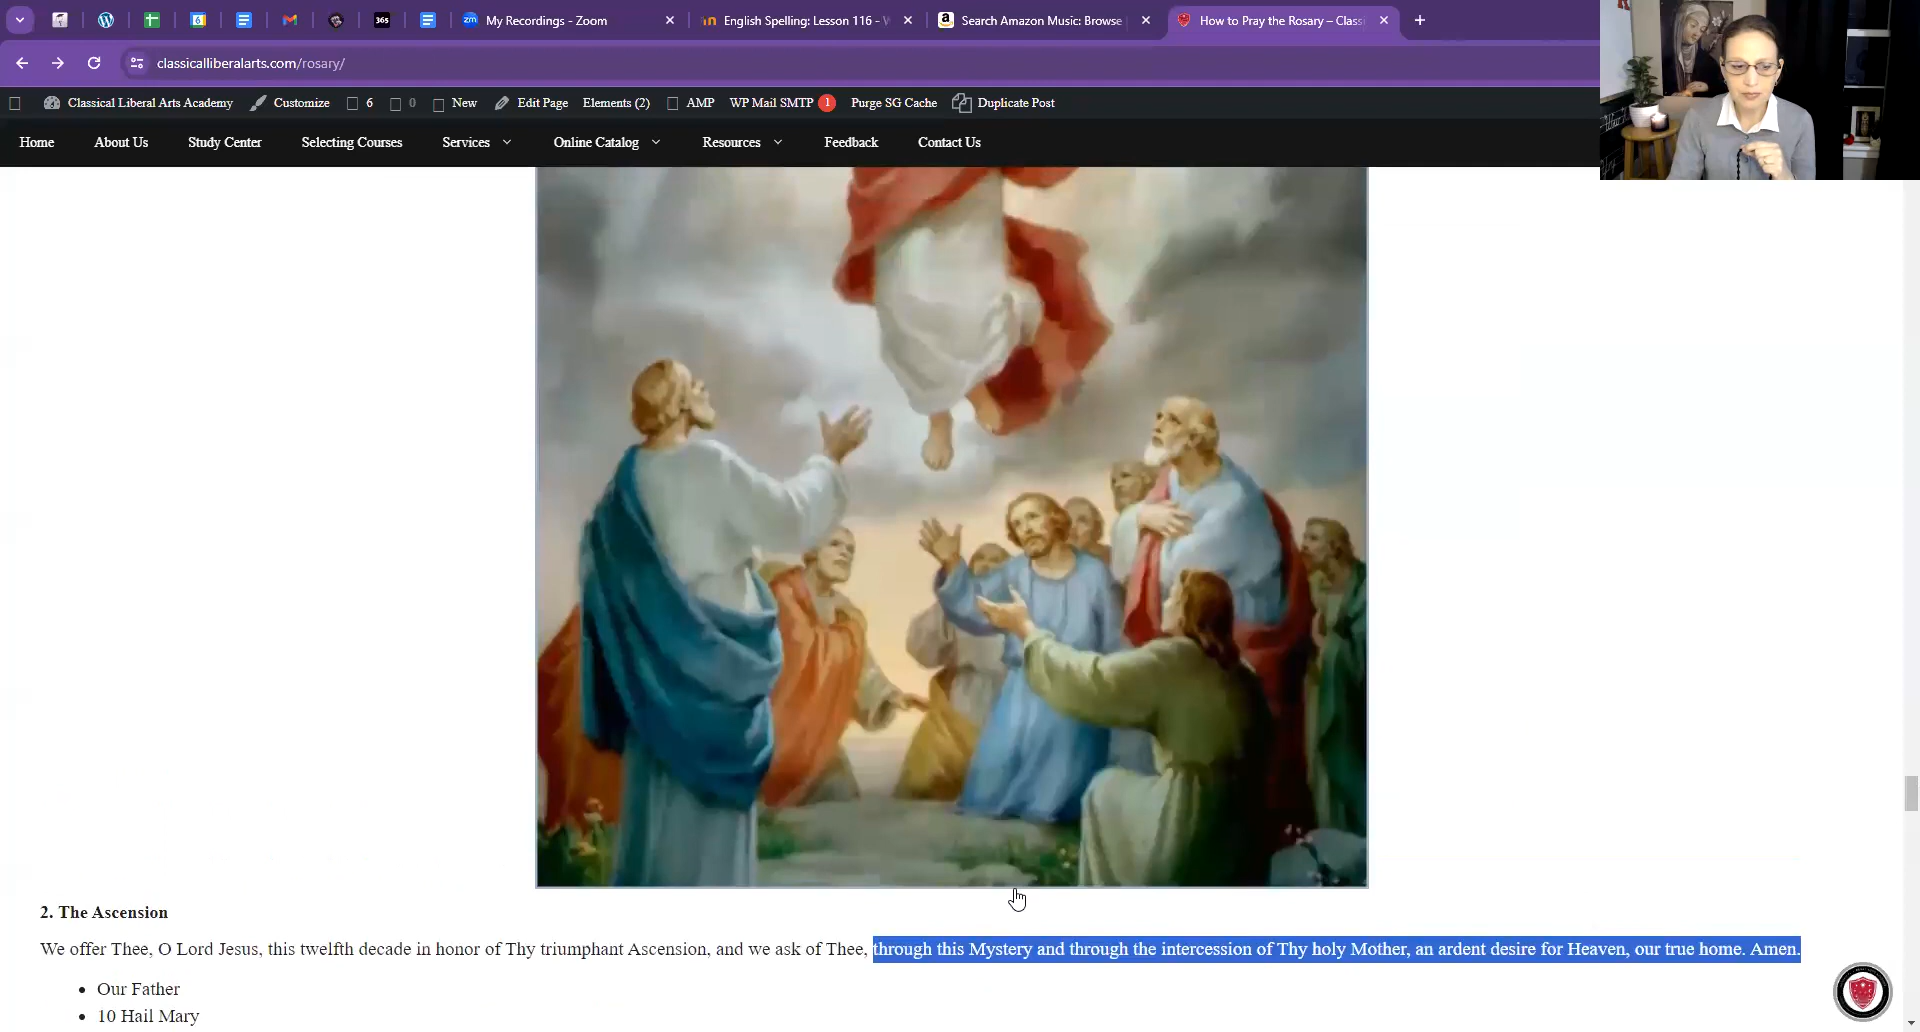 My Recordings - Zoom
English Spelling: Lesson 116 -
Search Amazon Music: Browse
How to Pray the Rosary – Class
classicalliberalarts.com/rosary/
Classical Liberal Arts Academy Customize 6 0 New Edit Page Elements (2) AMP WP Mail SMTP 1 Purge SG Cache Duplicate Post
Home About Us Study Center Selecting Courses Services Online Catalog Resources Feedback Contact Us
2. The Ascension
We offer Thee, O Lord Jesus, this twelfth decade in honor of Thy triumphant Ascension, and we ask of Thee, through this Mystery and through the intercession of Thy holy Mother, an ardent desire for Heaven, our true home. Amen.
Our Father
10 Hail Mary